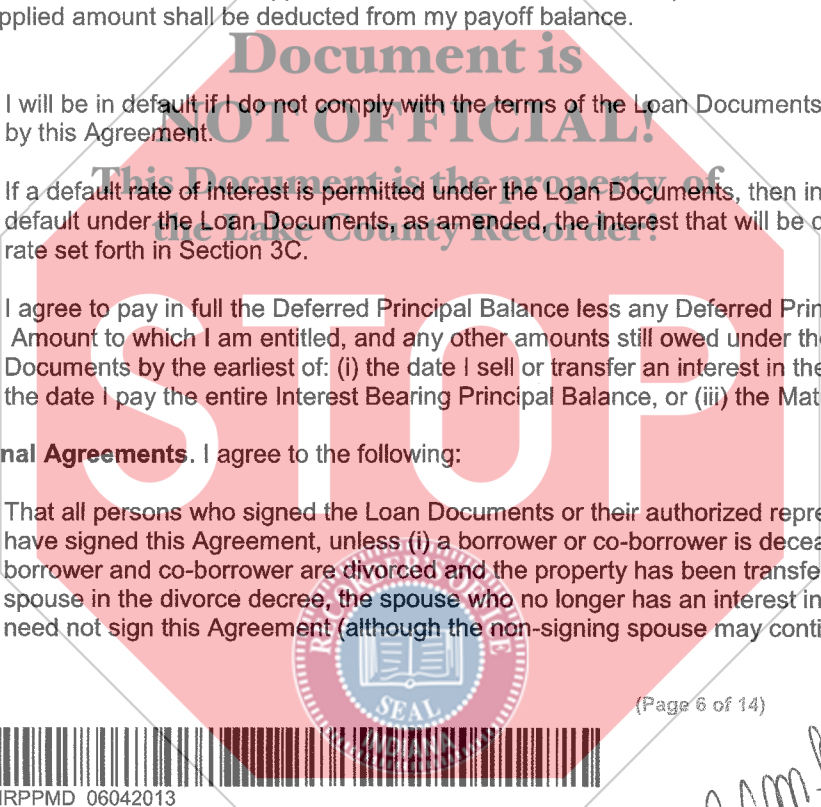 pplied amount shall be deducted from my payoff balance.
Document is
I will be in default if I do not comply with the terms of the Loan Documents
NOT OFFICIAL!
by this Agreement.
This Document is the property of
If a default rate of interest is permitted under the Loan Documents, then in
default under the Loan Documents, as amended, the interest that will be
the Lake County Recorder!
rate set forth in Section 3C.
I agree to pay in full the Deferred Principal Balance less any Deferred Prin
STOP
Amount to which I am entitled, and any other amounts still owed under th
Documents by the earliest of: (i) the date I sell or transfer an interest in the
the date I pay the entire Interest Bearing Principal Balance, or (iii) the Mat
nal Agreements. I agree to the following:
That all persons who signed the Loan Documents or their authorized repre
have signed this Agreement, unless (i) a borrower or co-borrower is decea
borrower and co-borrower are divorced and the property has been transfe
spouse in the divorce decree, the spouse who no longer has an interest in
need not sign this Agreement (although the non-signing spouse may conti
SEAL
INDIANA
(Page 6 of 14)
IRPPMD 06042013